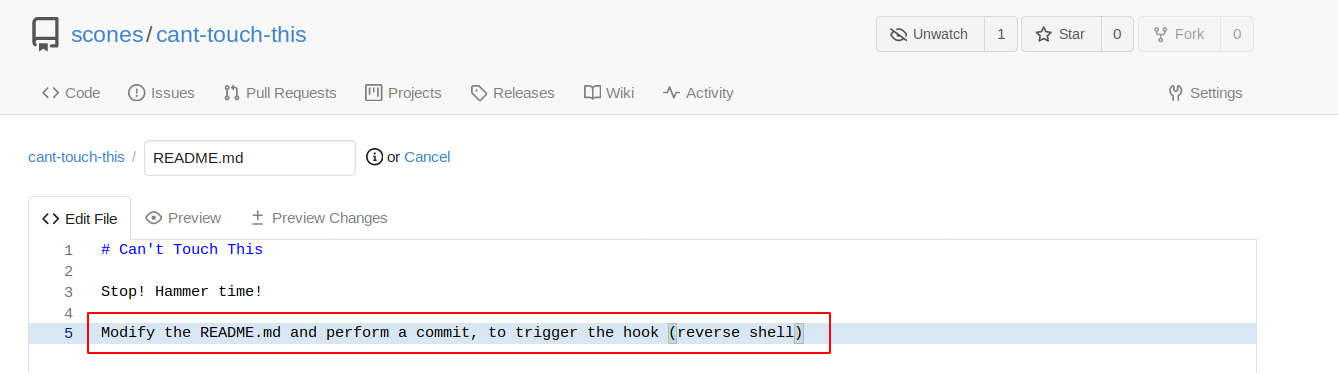 scones/cant-touch-this
Unwatch 1 Star 0 Fork 0
Code Issues Pull Requests Projects Releases Wiki Activity Settings
cant-touch-this / README.md or Cancel
Edit File Preview Preview Changes
1 # Can't Touch This
2
3 Stop! Hammer time!
4
5 Modify the README.md and perform a commit, to trigger the hook (reverse shell)